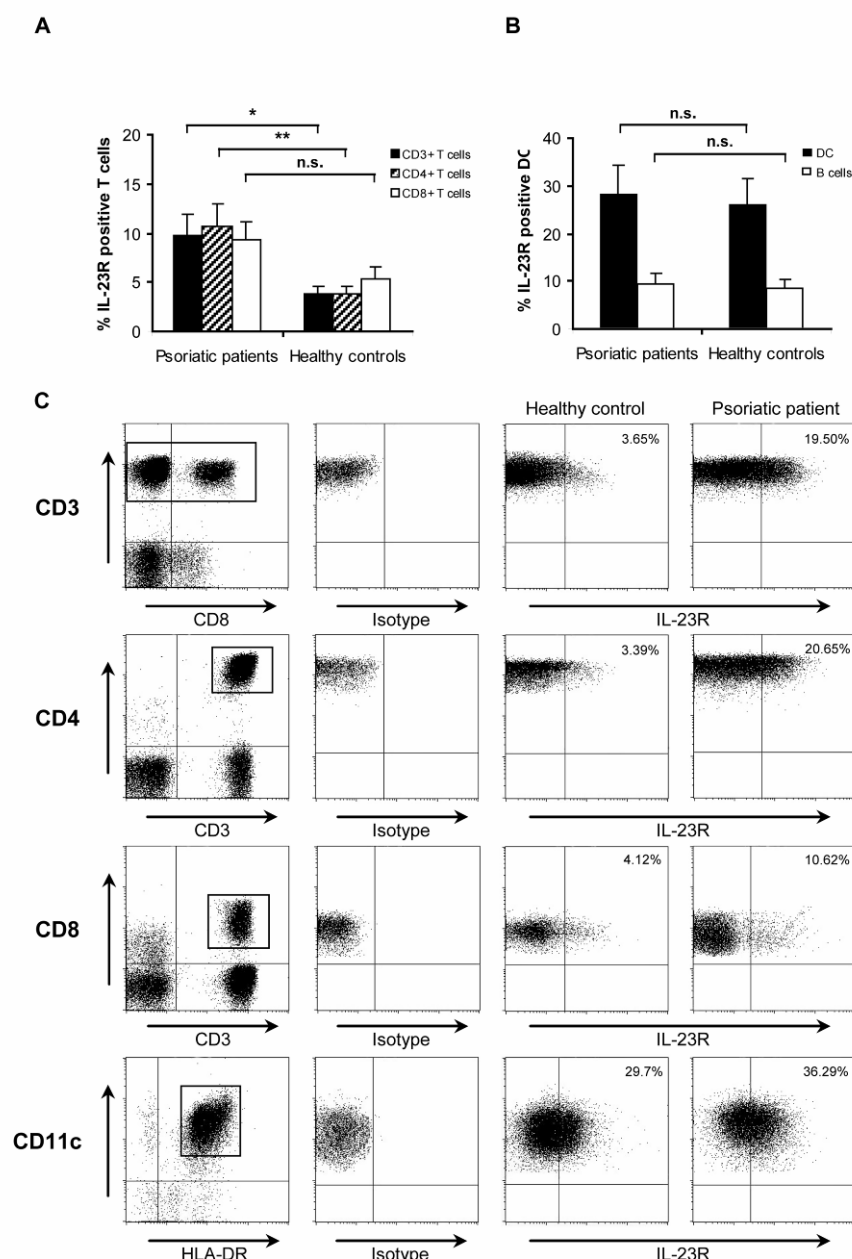 A
B
*
**
n.s.
20
15
10
5
0
% IL-23R positive T cells
CD3+ T cells
CD4+ T cells
CD8+ T cells
Psoriatic patients
Healthy controls
n.s.
n.s.
40
30
20
10
0
% IL-23R positive DC
DC
B cells
Psoriatic patients
Healthy controls
C
Healthy control
Psoriatic patient
3.65%
19.50%
CD3
CD8
Isotype
IL-23R
3.39%
20.65%
CD4
CD3
Isotype
IL-23R
4.12%
10.62%
CD8
CD3
Isotype
IL-23R
29.7%
36.29%
CD11c
HLA-DR
Isotype
IL-23R